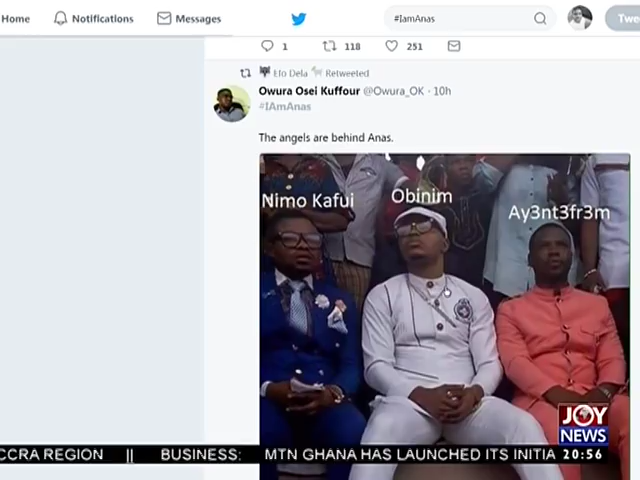 Home Notifications Messages #IamAnas
1 118 251
Efo Dela Retweeted
Owura Osei Kuffour @Owura_OK · 10h
#IAmAnas
The angels are behind Anas.
Nimo Kafui
Obinim
Ay3nt3fr3m
JOY
NEWS
CCRA REGION || BUSINESS: MTN GHANA HAS LAUNCHED ITS INITIA 20:56